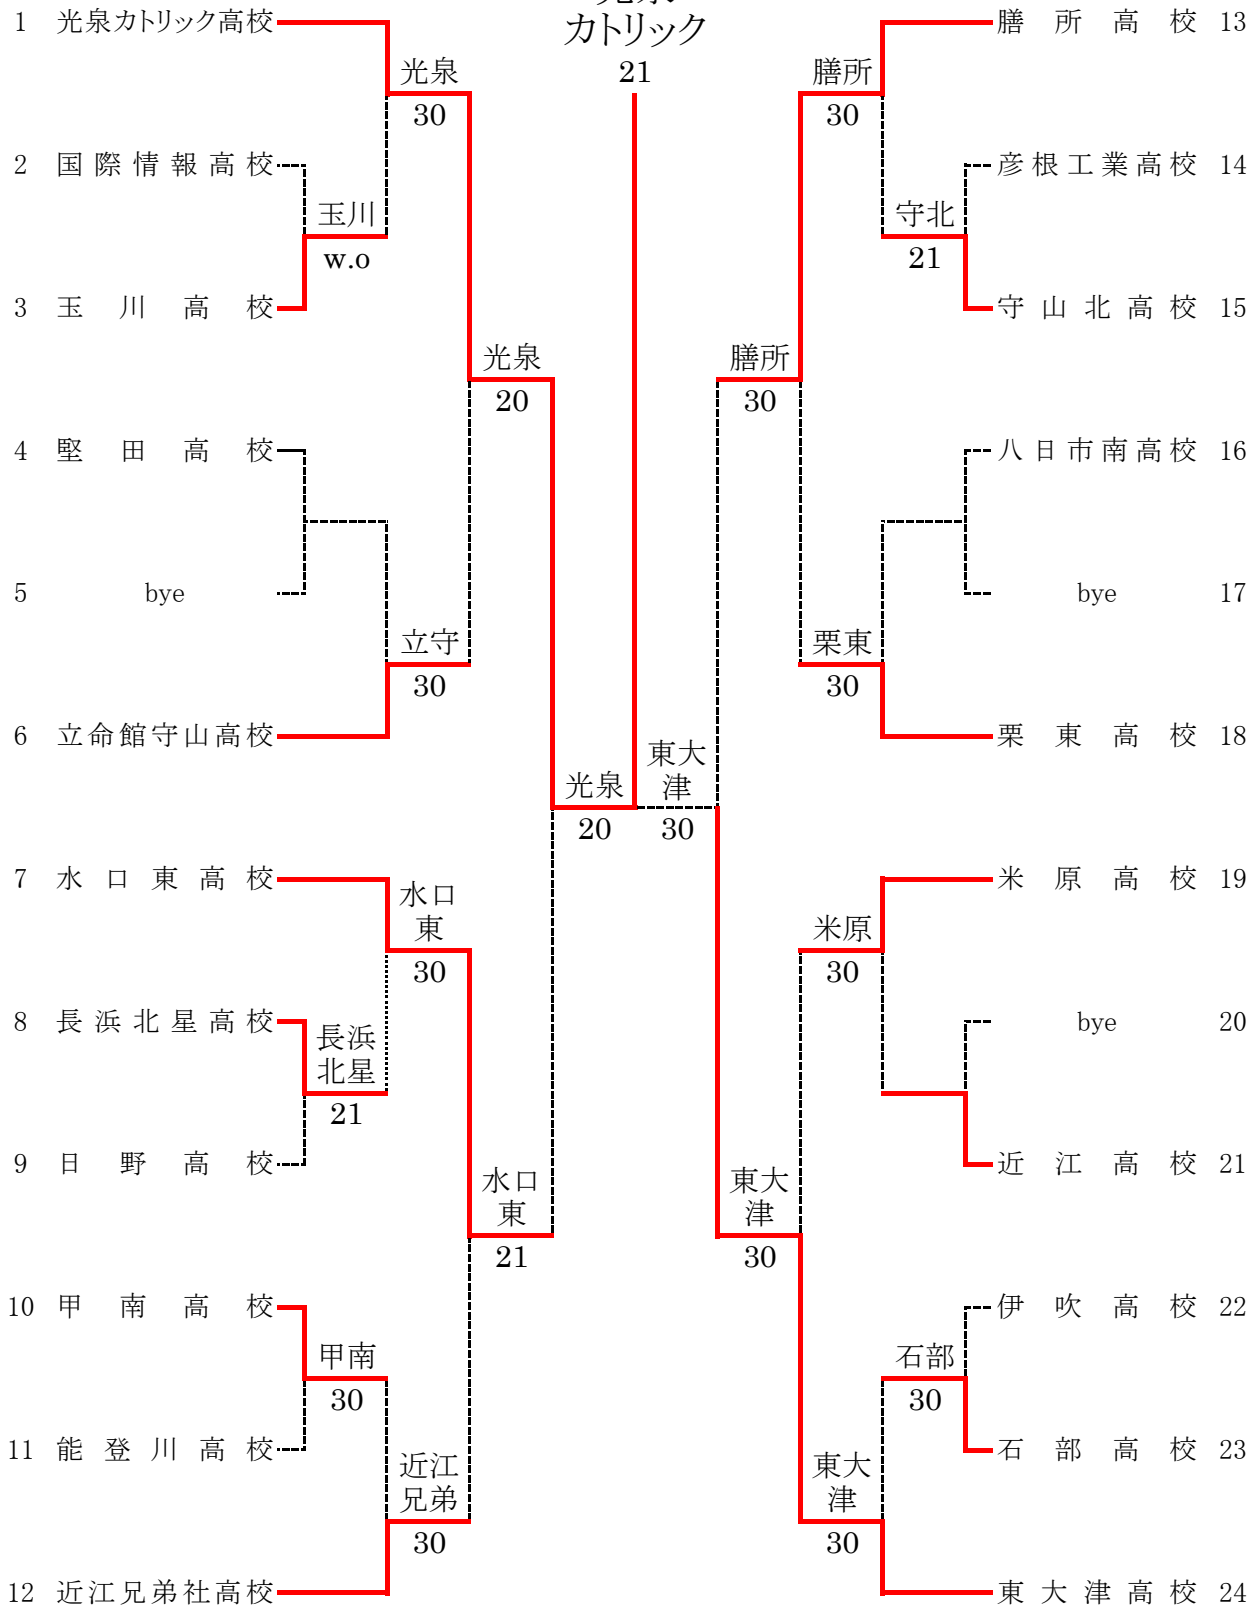 カトリック
21
1 光泉カトリック高校
膳所高校 13
光泉
30
膳所
30
2 国際情報高校
彦根工業高校 14
玉川
w.o
守北
21
3 玉川高校
守山北高校 15
光泉
20
膳所
30
4 堅田高校
八日市南高校 16
5 bye
bye 17
立守
30
栗東
30
6 立命館守山高校
栗東高校 18
光泉
20
東大
津
30
7 水口東高校
米原高校 19
水口
東
30
米原
30
8 長浜北星高校
bye 20
長浜
北星
21
9 日野高校
近江高校 21
水口
東
21
東大
津
30
10 甲南高校
伊吹高校 22
甲南
30
石部
30
11 能登川高校
石部高校 23
近江
兄弟
30
東大
津
30
12 近江兄弟社高校
東大津高校 24